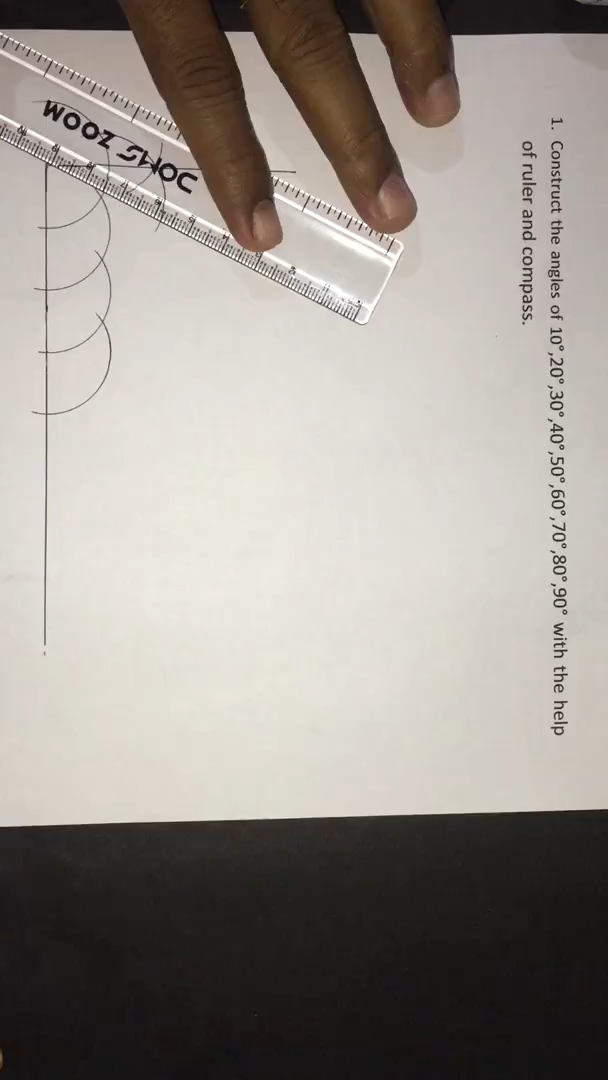 1. Construct the angles of 10°,20°,30°,40°,50°,60°,70°,80°,90° with the help
of ruler and compass.
DOMS ZOOM